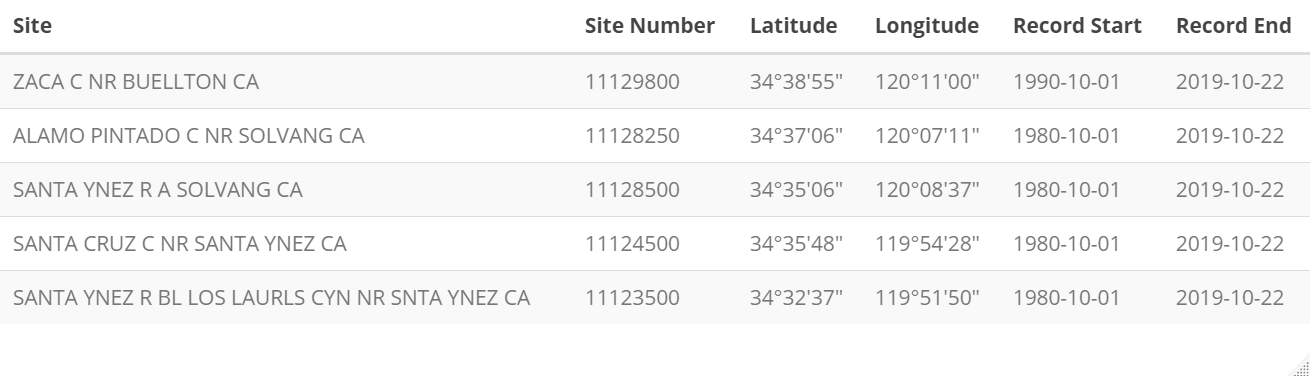 Site Site Number Latitude Longitude Record Start Record End
ZACA C NR BUELLTON CA 11129800 34°38'55" 120°11'00" 1990-10-01 2019-10-22
ALAMO PINTADO C NR SOLVANG CA 11128250 34°37'06" 120°07'11" 1980-10-01 2019-10-22
SANTA YNEZ R A SOLVANG CA 11128500 34°35'06" 120°08'37" 1980-10-01 2019-10-22
SANTA CRUZ C NR SANTA YNEZ CA 11124500 34°35'48" 119°54'28" 1980-10-01 2019-10-22
SANTA YNEZ R BL LOS LAURLS CYN NR SNTA YNEZ CA 11123500 34°32'37" 119°51'50" 1980-10-01 2019-10-22